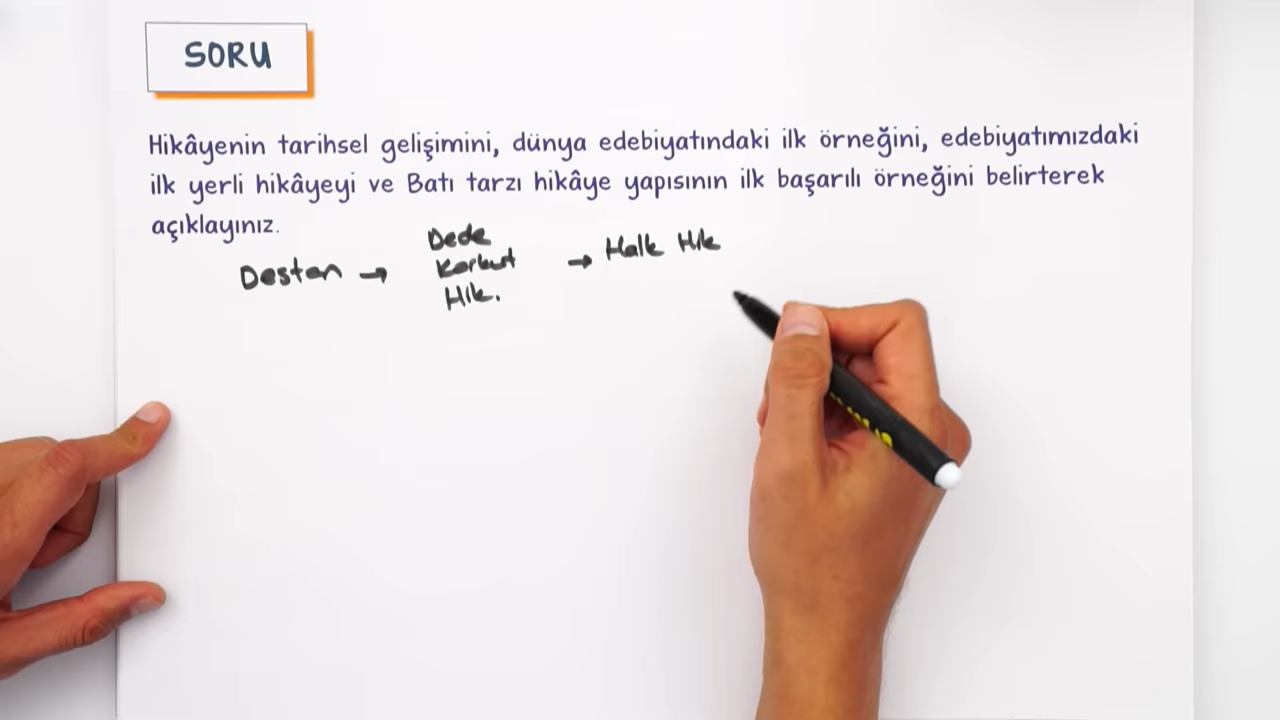 SORU
Hikâyenin tarihsel gelişimini, dünya edebiyatındaki ilk örneğini, edebiyatımızdaki
ilk yerli hikâyeyi ve Batı tarzı hikâye yapısının ilk başarılı örneğini belirterek
açıklayınız.
Destan → Dede Korkut Hik. → Halk Hik